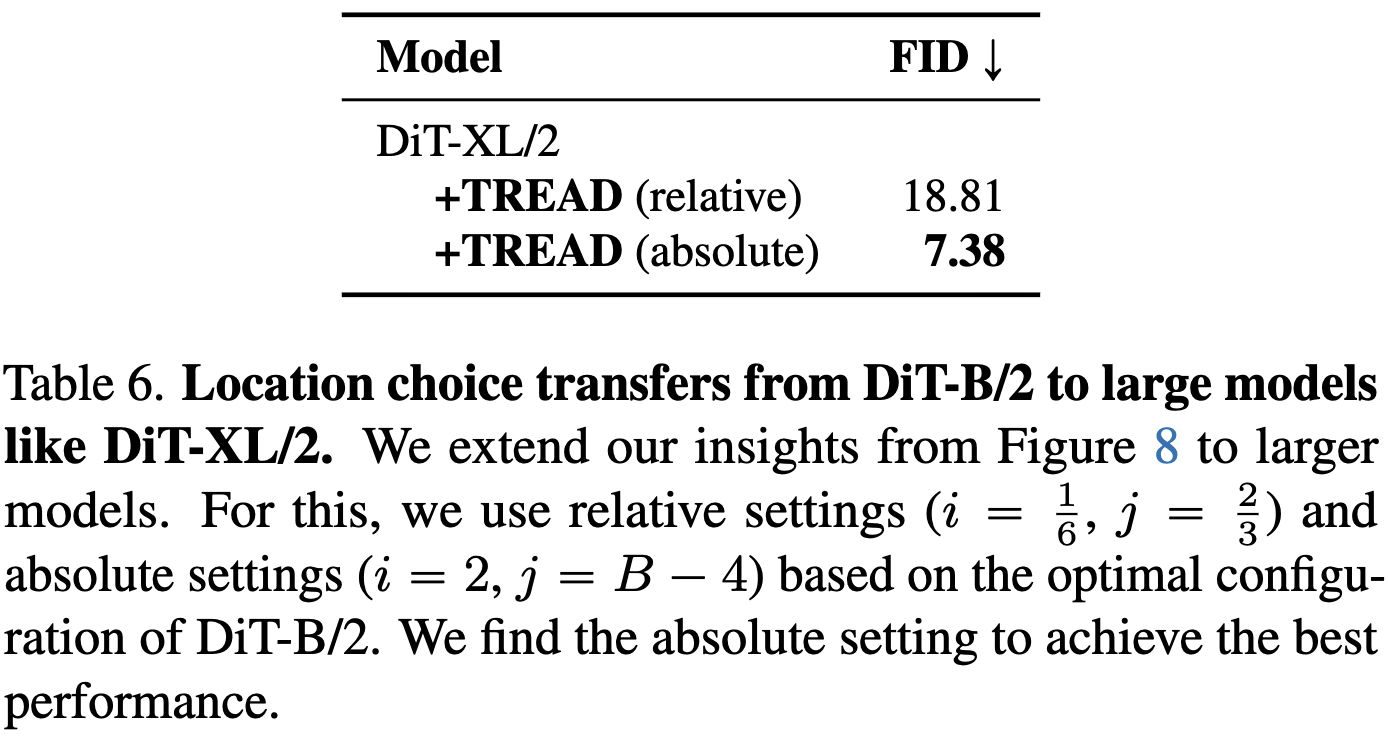 Model FID ↓
DiT-XL/2
+TREAD (relative) 18.81
+TREAD (absolute) 7.38
Table 6. Location choice transfers from DiT-B/2 to large models
like DiT-XL/2. We extend our insights from Figure 8 to larger
models. For this, we use relative settings (i = 1/6, j = 2/3) and
absolute settings (i = 2, j = B − 4) based on the optimal configu-
ration of DiT-B/2. We find the absolute setting to achieve the best
performance.